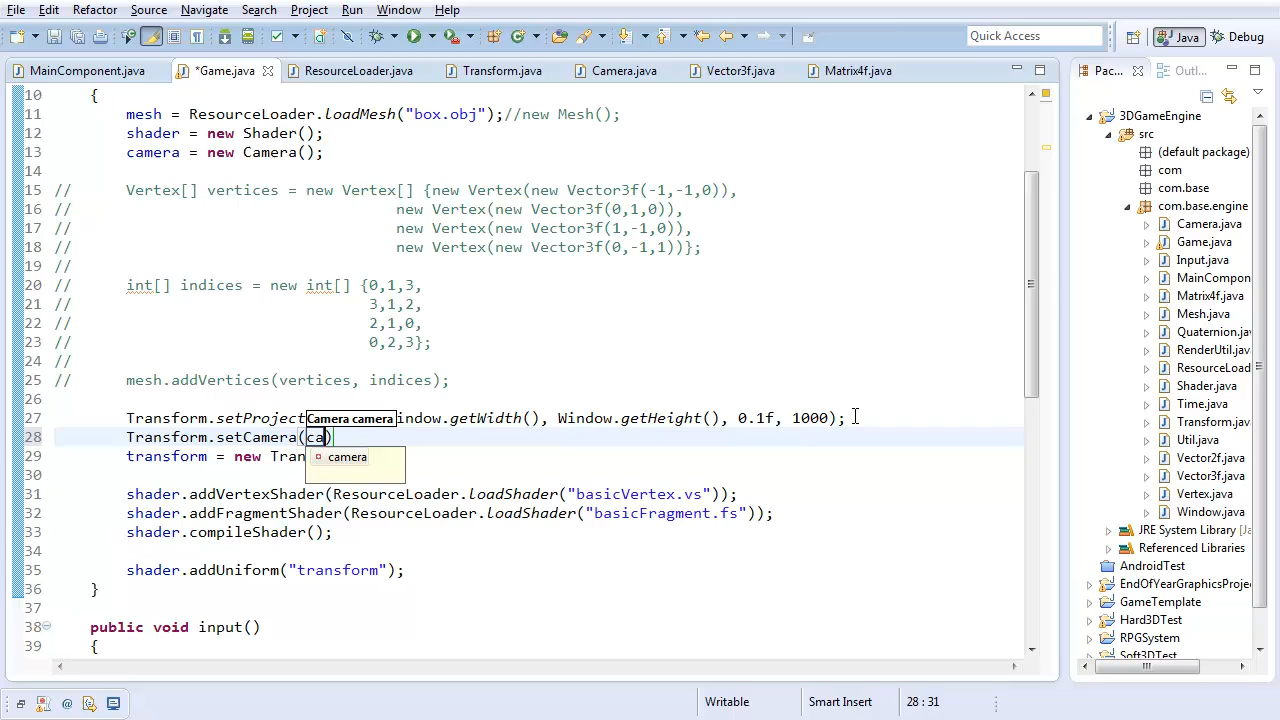 File Edit Refactor Source Navigate Search Project Run Window Help
Quick Access
Java
Debug
MainComponent.java
*Game.java
ResourceLoader.java
Transform.java
Camera.java
Vector3f.java
Matrix4f.java
10 {
11 mesh = ResourceLoader.loadMesh("box.obj");//new Mesh();
12 shader = new Shader();
13 camera = new Camera();
14
15 // Vertex[] vertices = new Vertex[] {new Vertex(new Vector3f(-1,-1,0)),
16 // new Vertex(new Vector3f(0,1,0)),
17 // new Vertex(new Vector3f(1,-1,0)),
18 // new Vertex(new Vector3f(0,-1,1))};
19 //
20 // int[] indices = new int[] {0,1,3,
21 // 3,1,2,
22 // 2,1,0,
23 // 0,2,3};
24 //
25 // mesh.addVertices(vertices, indices);
26
27 Transform.setProject
Camera camera
indow.getWidth(), Window.getHeight(), 0.1f, 1000);
28 Transform.setCamera(ca)
camera
29 transform = new Tran
30
31 shader.addVertexShader(ResourceLoader.loadShader("basicVertex.vs"));
32 shader.addFragmentShader(ResourceLoader.loadShader("basicFragment.fs"));
33 shader.compileShader();
34
35 shader.addUniform("transform");
36 }
37
38 public void input()
39 {
Pac...
Outl...
3DGameEngine
src
(default package)
com
com.base
com.base.engine
Camera.java
Game.java
Input.java
MainCompon
Matrix4f.java
Mesh.java
Quaternion.jav
RenderUtil.jav
ResourceLoad
Shader.java
Time.java
Transform.jav
Util.java
Vector2f.java
Vector3f.java
Vertex.java
Window.java
JRE System Library [Ja
Referenced Libraries
AndroidTest
EndOfYearGraphicsProje
GameTemplate
Hard3DTest
RPGSystem
Soft3DTest
Writable
Smart Insert
28 : 31